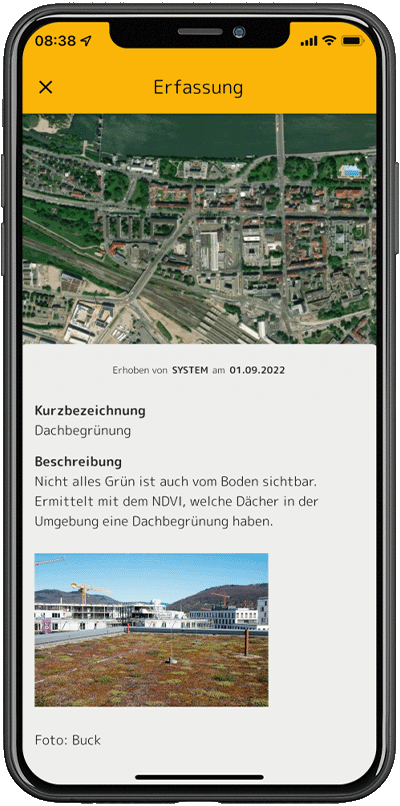 08:38
Erfassung
Erhoben von SYSTEM am 01.09.2022
Kurzbezeichnung
Dachbegrünung
Beschreibung
Nicht alles Grün ist auch vom Boden sichtbar.
Ermittelt mit dem NDVI, welche Dächer in der
Umgebung eine Dachbegrünung haben.
Foto: Buck